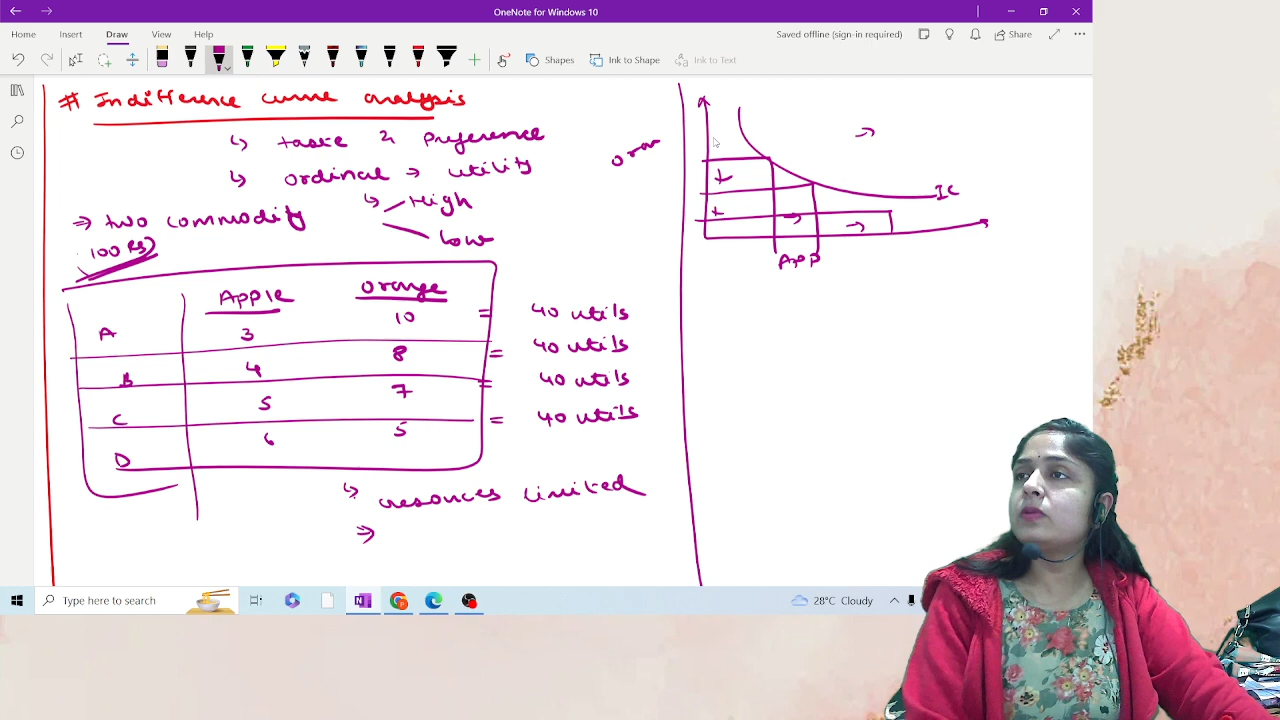 OneNote for Windows 10
Home Insert Draw View Help
Saved offline (sign-in required) Share
Shapes Ink to Shape Ink to Text
# Indifference curve analysis
↳ taste & Preference
↳ ordinal → utility
↳ High
Low
⇒ two commodity
100 Rs
Apple orange
A 3 10 = 40 utils
B 4 8 = 40 utils
C 5 7 = 40 utils
D 6 5 = 40 utils
↳ resources limited
⇒
oran
→
IC
APP
Type here to search
28°C Cloudy